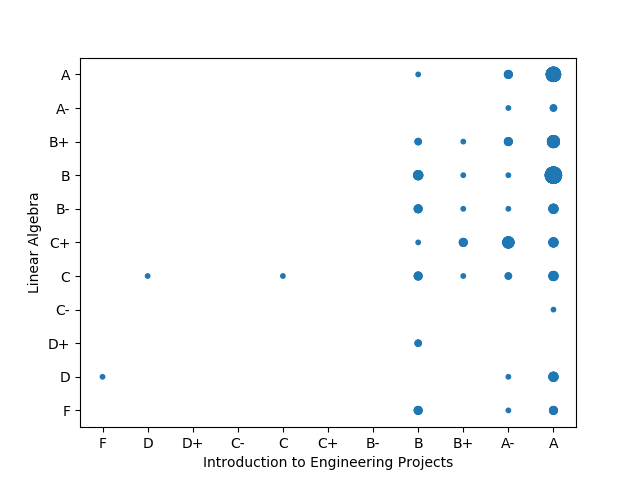 Linear Algebra
A
A-
B+
B
B-
C+
C
C-
D+
D
F
F D D+ C- C C+ B- B B+ A- A
Introduction to Engineering Projects